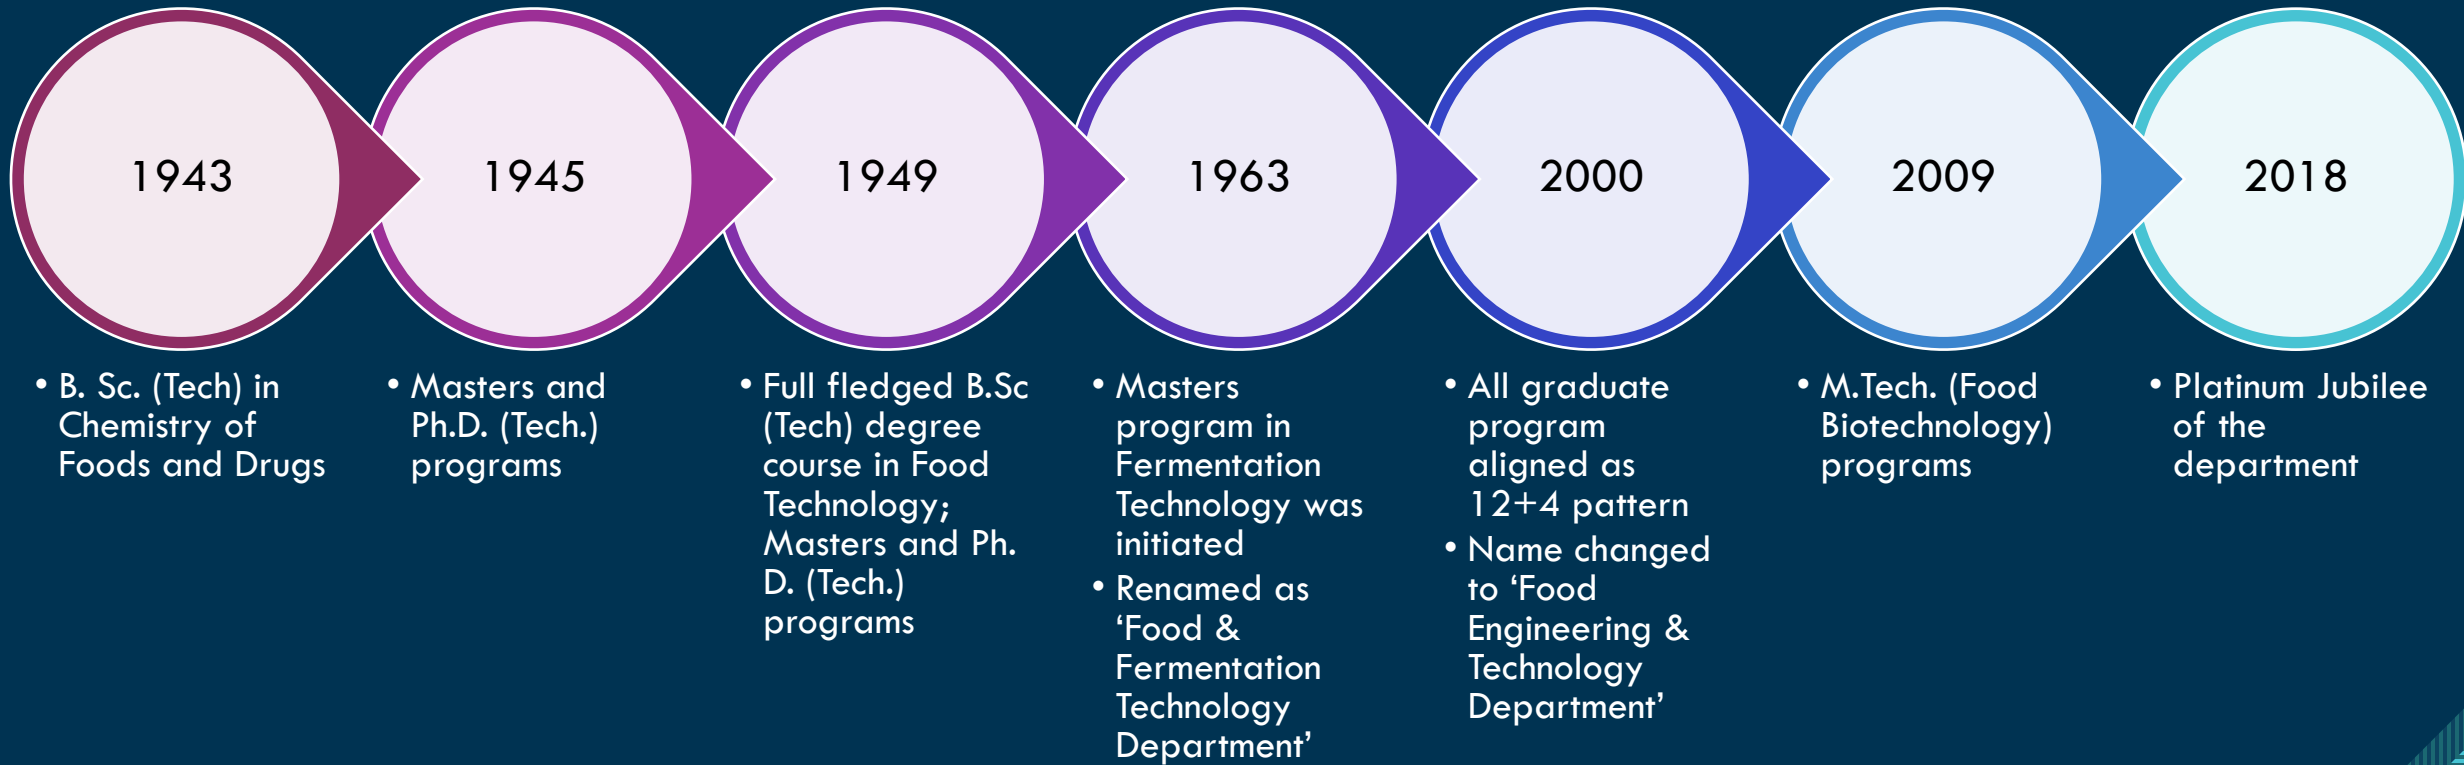 1943
1945
1949
1963
2000
2009
2018
• B. Sc. (Tech) in
Chemistry of
Foods and Drugs
• Masters and
Ph.D. (Tech.)
programs
• Full fledged B.Sc
(Tech) degree
course in Food
Technology;
Masters and Ph.
D. (Tech.)
programs
• Masters
program in
Fermentation
Technology was
initiated
• Renamed as
‘Food &
Fermentation
Technology
Department’
• All graduate
program
aligned as
12+4 pattern
• Name changed
to ‘Food
Engineering &
Technology
Department’
• M.Tech. (Food
Biotechnology)
programs
• Platinum Jubilee
of the
department